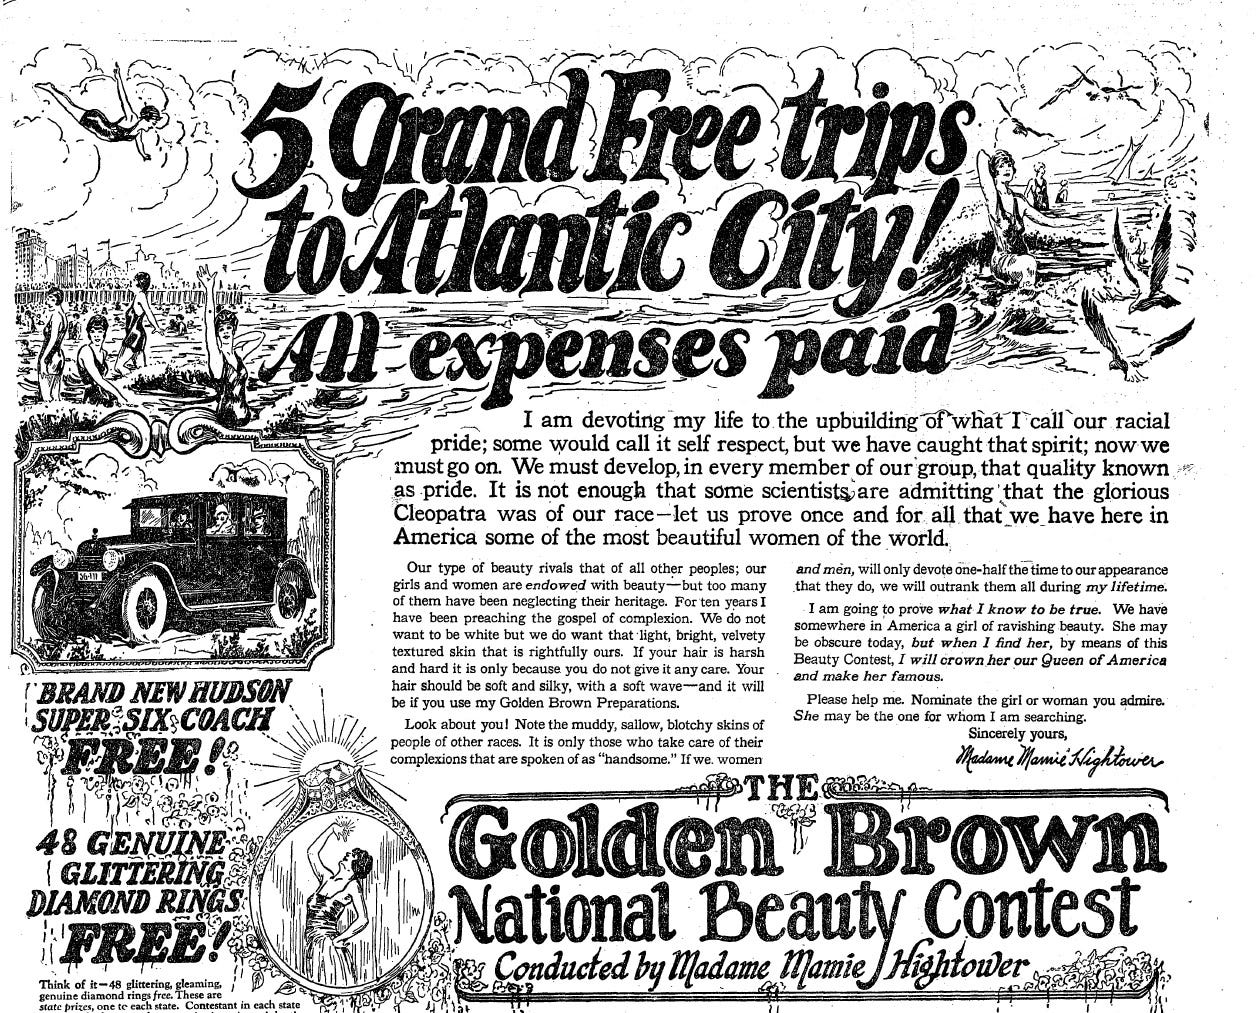 5 Grand Free trips
to Atlantic City!
All expenses paid
I am devoting my life to the upbuilding of what I call our racial
pride; some would call it self respect, but we have caught that spirit; now we
must go on. We must develop, in every member of our group, that quality known
as pride. It is not enough that some scientists are admitting that the glorious
Cleopatra was of our race—let us prove once and for all that we have here in
America some of the most beautiful women of the world.
Our type of beauty rivals that of all other peoples; our
girls and women are endowed with beauty—but too many
of them have been neglecting their heritage. For ten years I
have been preaching the gospel of complexion. We do not
want to be white but we do want that light, bright, velvety
textured skin that is rightfully ours. If your hair is harsh
and hard it is only because you do not give it any care. Your
hair should be soft and silky, with a soft wave—and it will
be if you use my Golden Brown Preparations.
Look about you! Note the muddy, sallow, blotchy skins of
people of other races. It is only those who take care of their
complexions that are spoken of as "handsome." If we women
and men, will only devote one-half the time to our appearance
that they do, we will outrank them all during my lifetime.
I am going to prove what I know to be true. We have
somewhere in America a girl of ravishing beauty. She may
be obscure today, but when I find her, by means of this
Beauty Contest, I will crown her our Queen of America
and make her famous.
Please help me. Nominate the girl or woman you admire.
She may be the one for whom I am searching.
Sincerely yours,
Madame Mamie Hightower
BRAND NEW HUDSON
SUPER SIX COACH
FREE!
48 GENUINE
GLITTERING
DIAMOND RINGS
FREE!
Think of it—48 glittering, gleaming,
genuine diamond rings free. These are
state prizes, one to each state. Contestant in each state
THE
Golden Brown
National Beauty Contest
Conducted by Madame Mamie Hightower